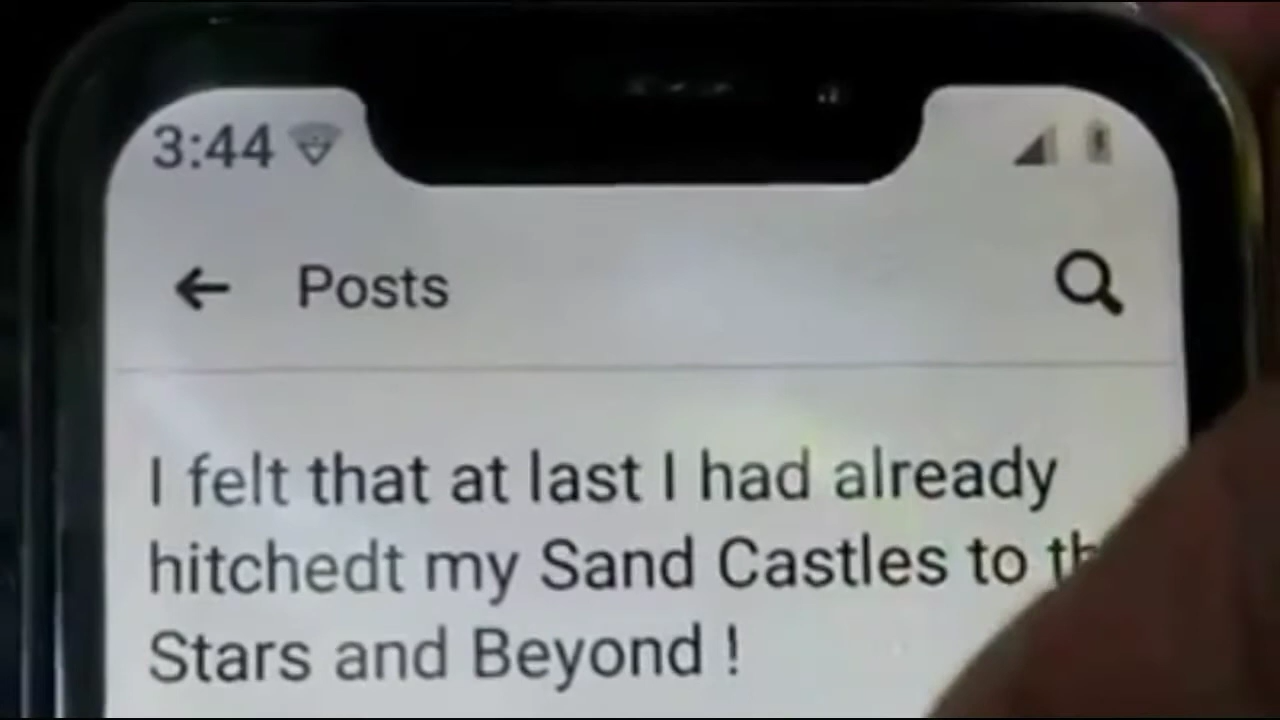 3:44
Posts
I felt that at last I had already
hitchedt my Sand Castles to
Stars and Beyond !